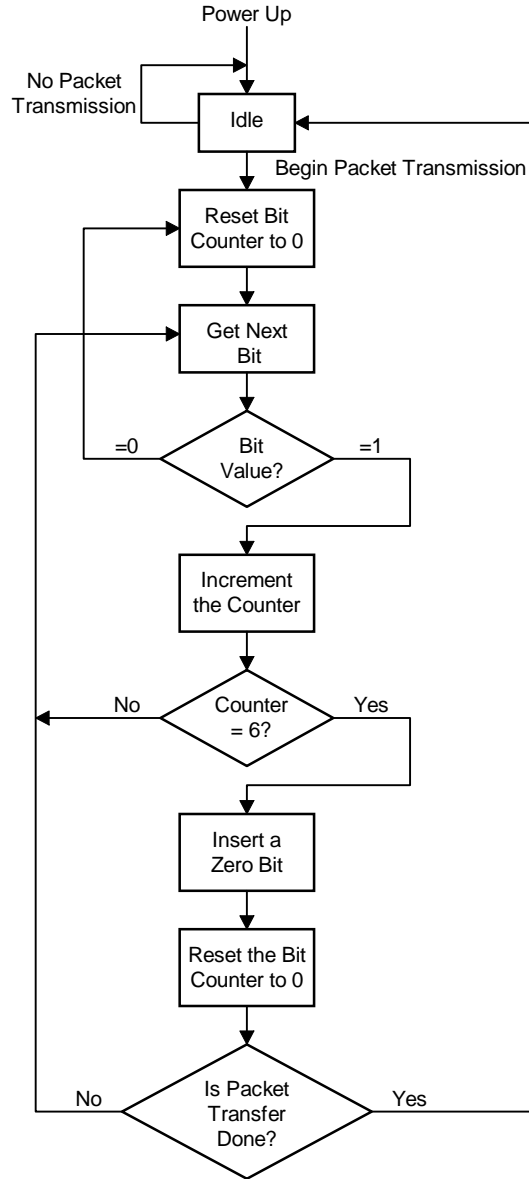 Power Up
No Packet
Transmission
Idle
Begin Packet Transmission
Reset Bit
Counter to 0
Get Next
Bit
=0
Bit
Value?
=1
Increment
the Counter
No
Counter
= 6?
Yes
Insert a
Zero Bit
Reset the Bit
Counter to 0
No
Is Packet
Transfer
Done?
Yes